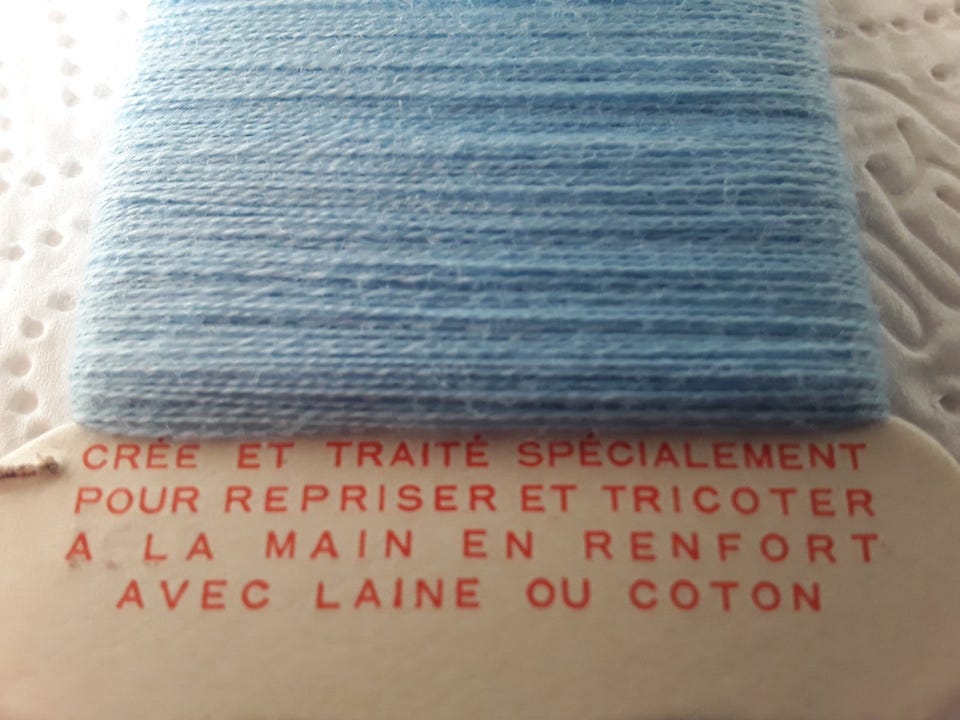 CRÉE ET TRAITÉ SPÉCIALEMENT
POUR REPRISER ET TRICOTER
A LA MAIN EN RENFORT
AVEC LAINE OU COTON